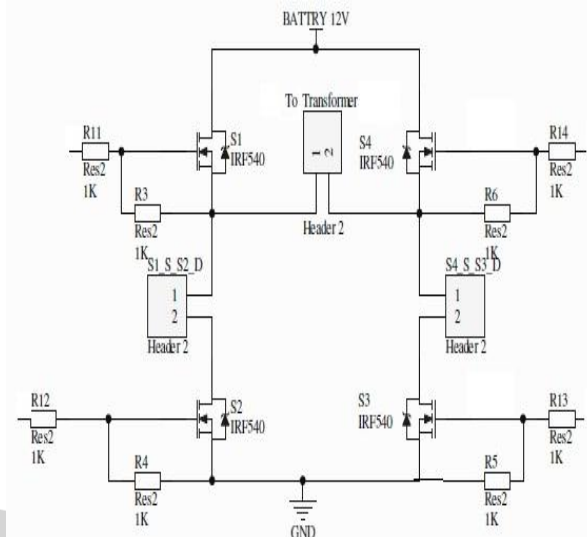 BATTRY 12V
To Transformer
1 2
Header 2
R11
Res2
1K
S1
IRF540
S4
IRF540
R14
Res2
1K
R3
Res2
1K
R6
Res2
1K
S1_S_S2_D
1
2
Header 2
S4_S_S3_D
1
2
Header 2
R12
Res2
1K
S2
IRF540
S3
IRF540
R13
Res2
1K
R4
Res2
1K
R5
Res2
1K
GND